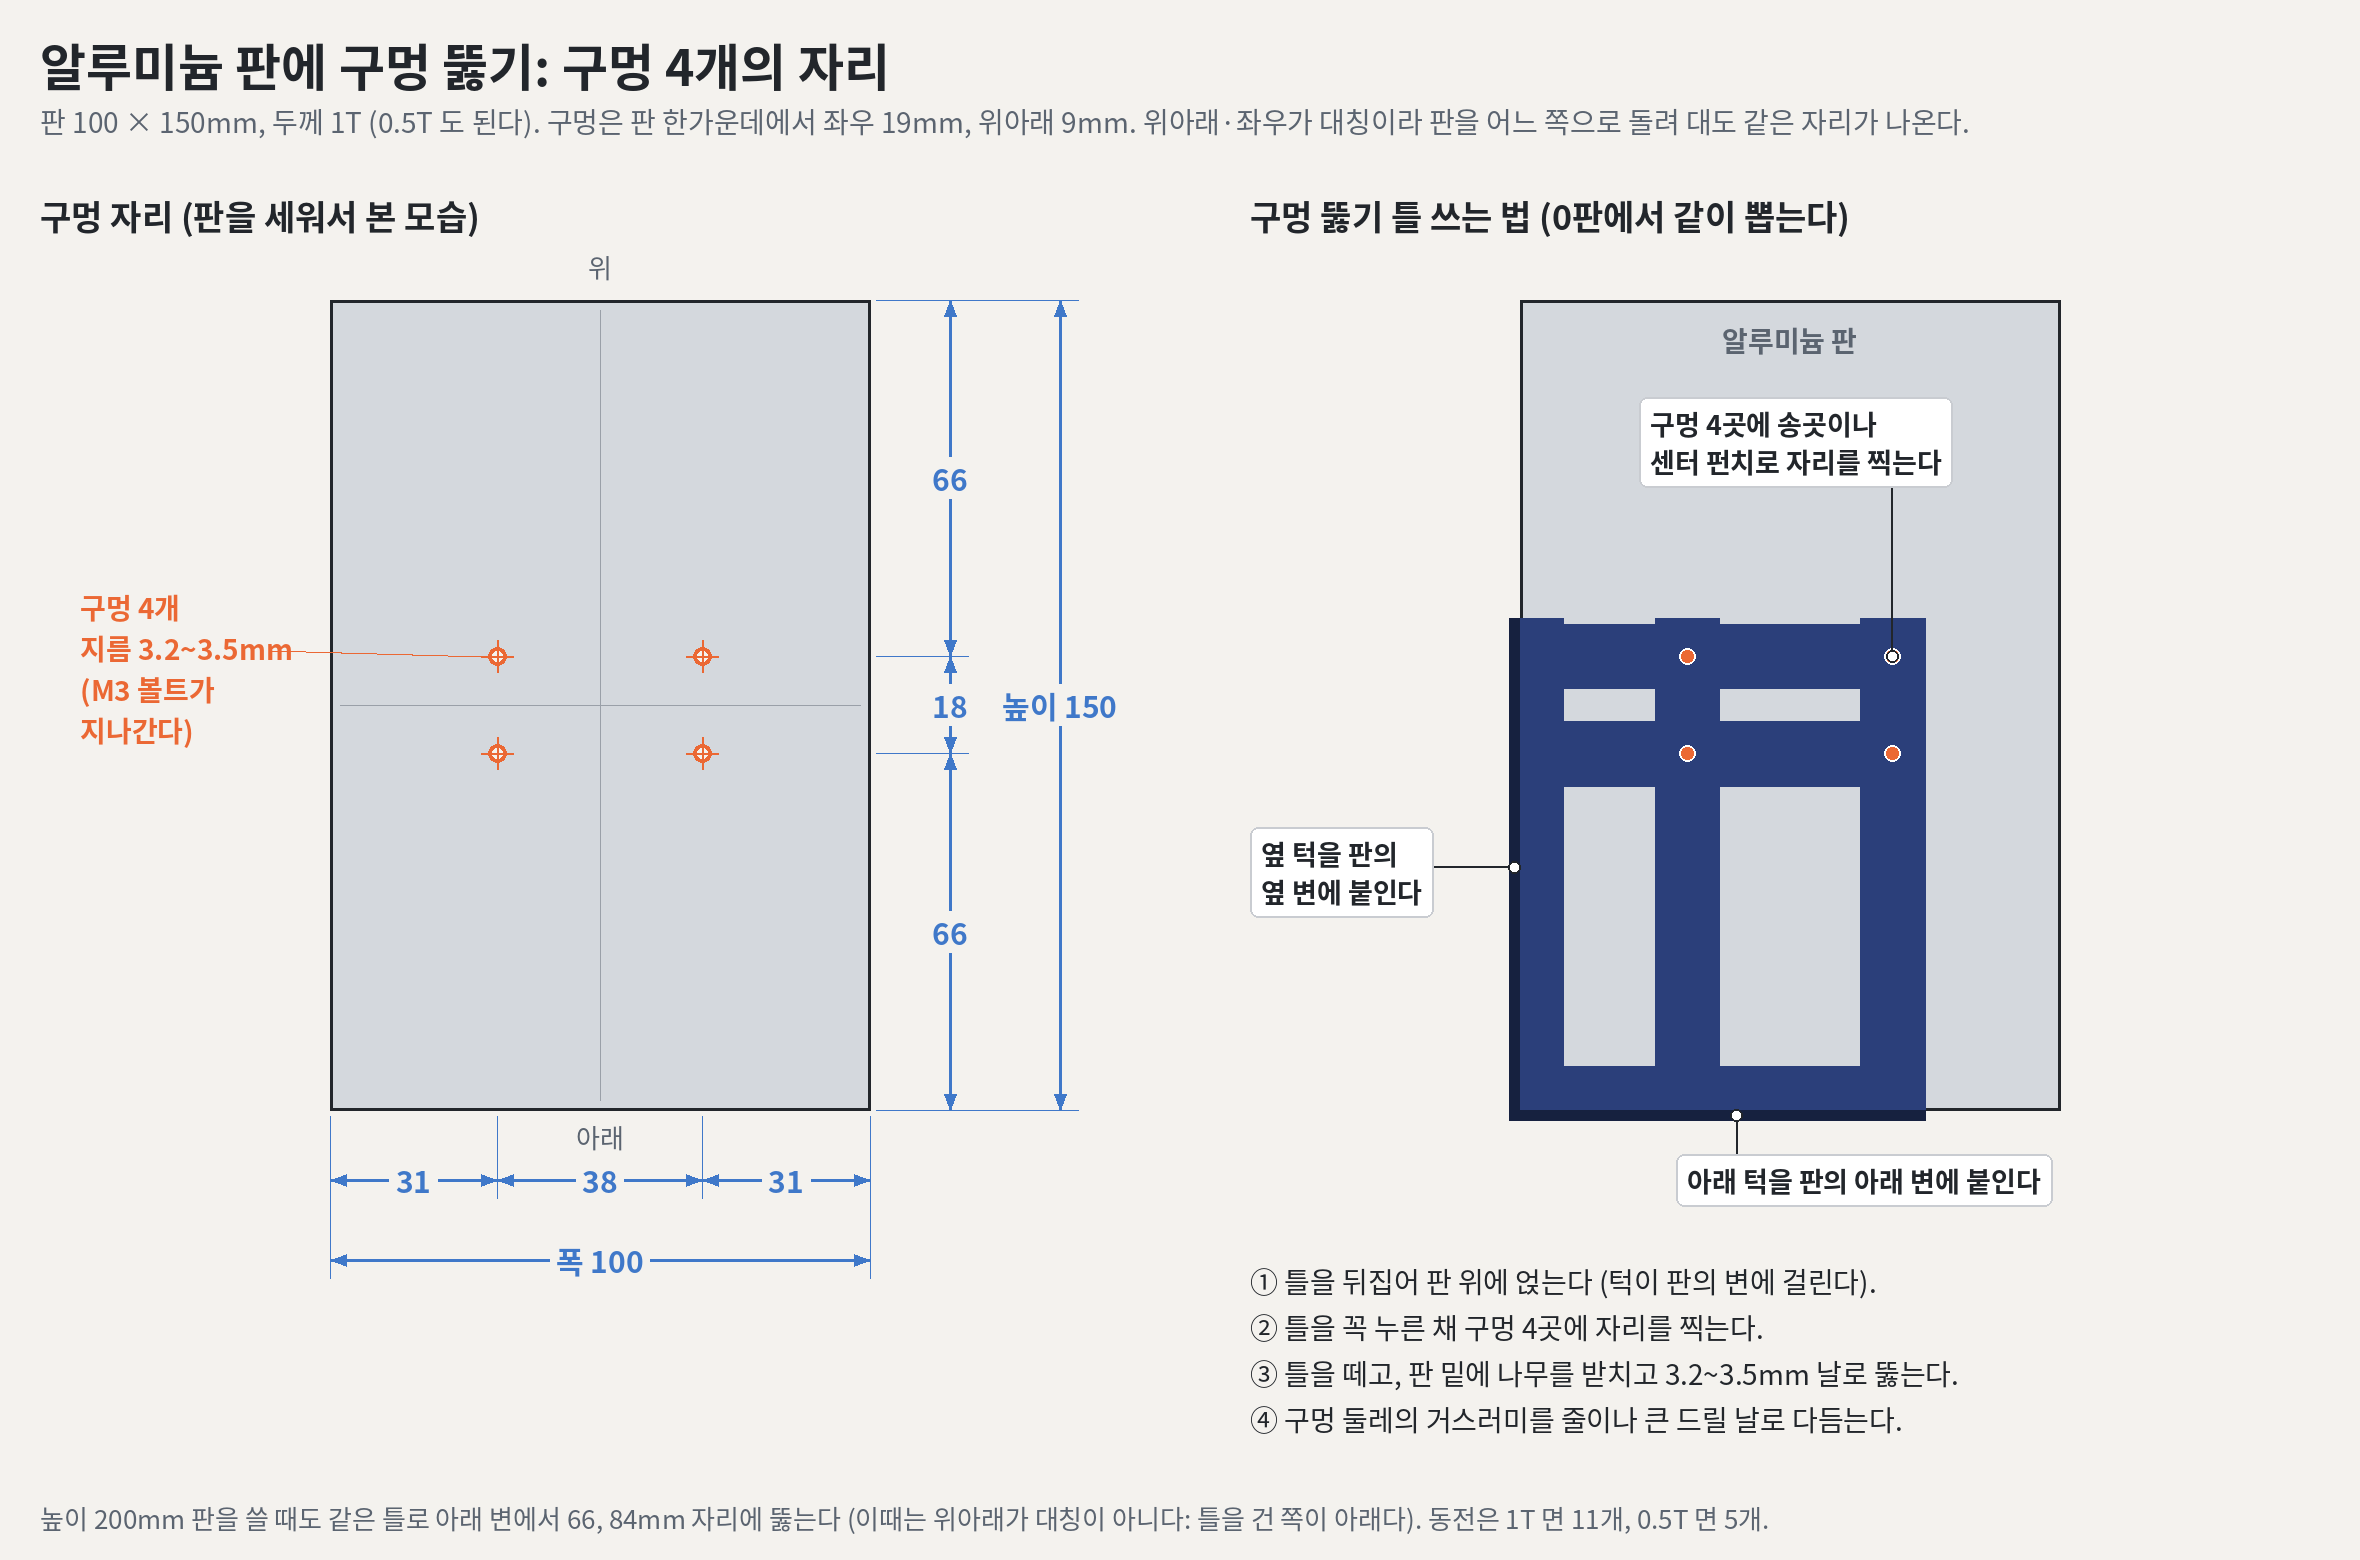 알루미늄 판에 구멍 뚫기: 구멍 4개의 자리
판 100 × 150mm, 두께 1T (0.5T 도 된다). 구멍은 판 한가운데에서 좌우 19mm, 위아래 9mm. 위아래·좌우가 대칭이라 판을 어느 쪽으로 돌려 대도 같은 자리가 나온다.
구멍 자리 (판을 세워서 본 모습)
위
66
18
높이 150
66
구멍 4개
지름 3.2~3.5mm
(M3 볼트가
지나간다)
아래
31
38
31
폭 100
구멍 뚫기 틀 쓰는 법 (0판에서 같이 뽑는다)
알루미늄 판
구멍 4곳에 송곳이나
센터 펀치로 자리를 찍는다
옆 턱을 판의
옆 변에 붙인다
아래 턱을 판의 아래 변에 붙인다
① 틀을 뒤집어 판 위에 얹는다 (턱이 판의 변에 걸린다).
② 틀을 꼭 누른 채 구멍 4곳에 자리를 찍는다.
③ 틀을 떼고, 판 밑에 나무를 받치고 3.2~3.5mm 날로 뚫는다.
④ 구멍 둘레의 거스러미를 줄이나 큰 드릴 날로 다듬는다.
높이 200mm 판을 쓸 때도 같은 틀로 아래 변에서 66, 84mm 자리에 뚫는다 (이때는 위아래가 대칭이 아니다: 틀을 건 쪽이 아래다). 동전은 1T 면 11개, 0.5T 면 5개.